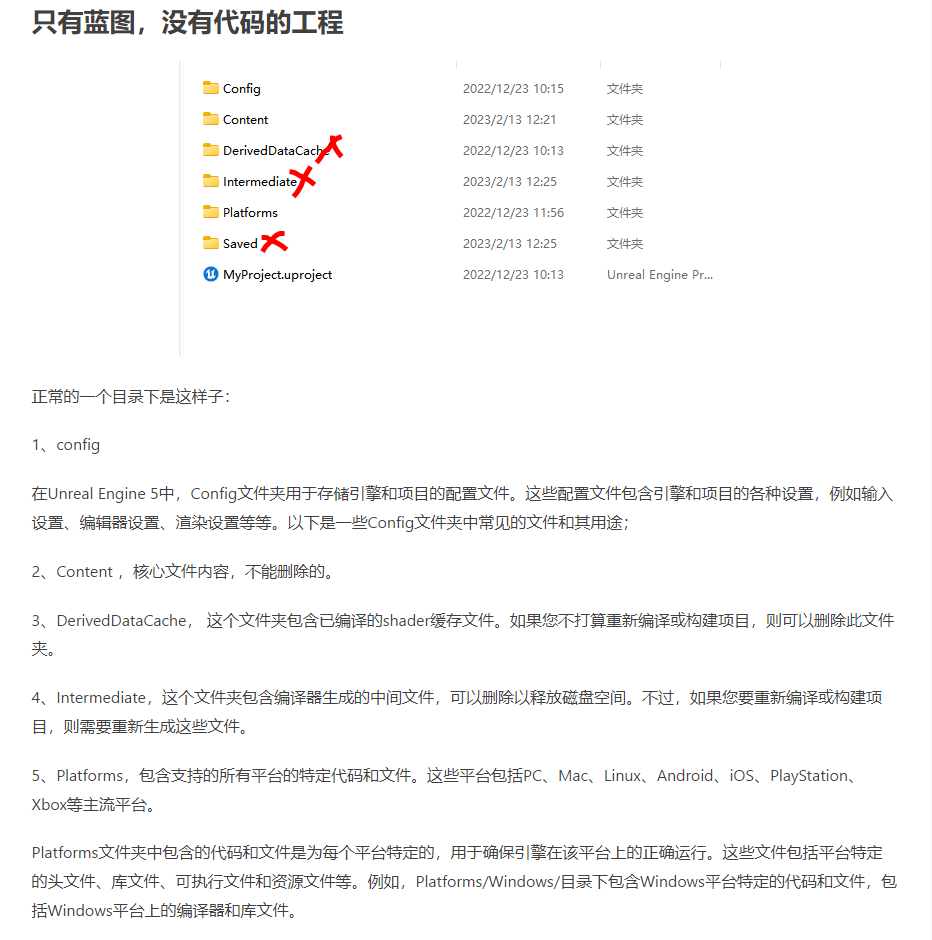 只有蓝图，没有代码的工程
Config 2022/12/23 10:15 文件夹
Content 2023/2/13 12:21 文件夹
DerivedDataCache 2022/12/23 10:13 文件夹
Intermediate 2023/2/13 12:25 文件夹
Platforms 2022/12/23 11:56 文件夹
Saved 2023/2/13 12:25 文件夹
MyProject.uproject 2022/12/23 10:13 Unreal Engine Pr...
正常的一个目录下是这样子：
1、config
在Unreal Engine 5中，Config文件夹用于存储引擎和项目的配置文件。这些配置文件包含引擎和项目的各种设置，例如输入
设置、编辑器设置、渲染设置等等。以下是一些Config文件夹中常见的文件和其用途；
2、Content ，核心文件内容，不能删除的。
3、DerivedDataCache， 这个文件夹包含已编译的shader缓存文件。如果您不打算重新编译或构建项目，则可以删除此文件
夹。
4、Intermediate，这个文件夹包含编译器生成的中间文件，可以删除以释放磁盘空间。不过，如果您要重新编译或构建项
目，则需要重新生成这些文件。
5、Platforms，包含支持的所有平台的特定代码和文件。这些平台包括PC、Mac、Linux、Android、iOS、PlayStation、
Xbox等主流平台。
Platforms文件夹中包含的代码和文件是为每个平台特定的，用于确保引擎在该平台上的正确运行。这些文件包括平台特定
的头文件、库文件、可执行文件和资源文件等。例如，Platforms/Windows/目录下包含Windows平台特定的代码和文件，包
括Windows平台上的编译器和库文件。